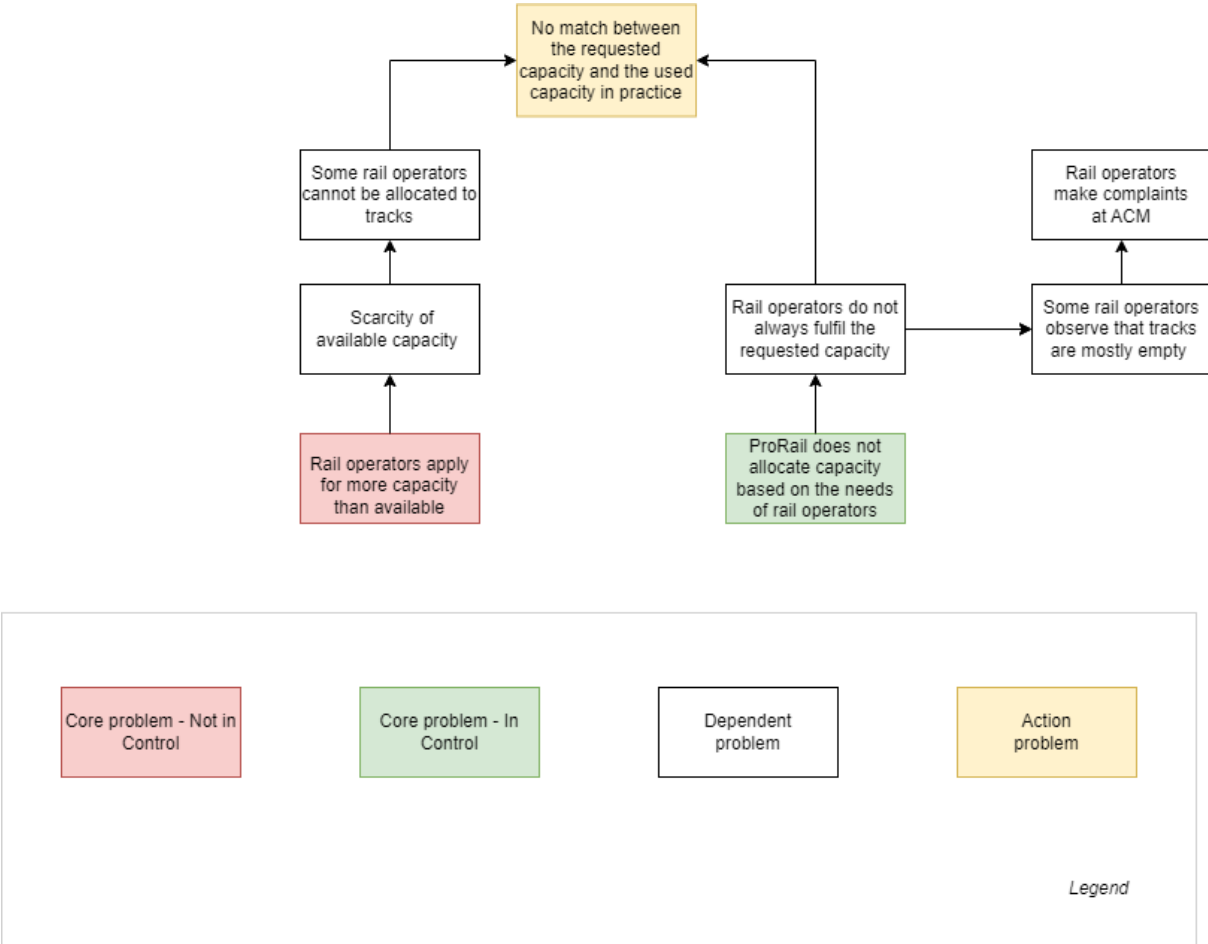 No match between
the requested
capacity and the used
capacity in practice
Some rail operators
cannot be allocated to
tracks
Rail operators
make complaints
at ACM
Scarcity of
available capacity
Rail operators do not
always fulfil the
requested capacity
Some rail operators
observe that tracks
are mostly empty
Rail operators apply
for more capacity
than available
ProRail does not
allocate capacity
based on the needs
of rail operators
Core problem - Not in
Control
Core problem - In
Control
Dependent
problem
Action
problem
Legend